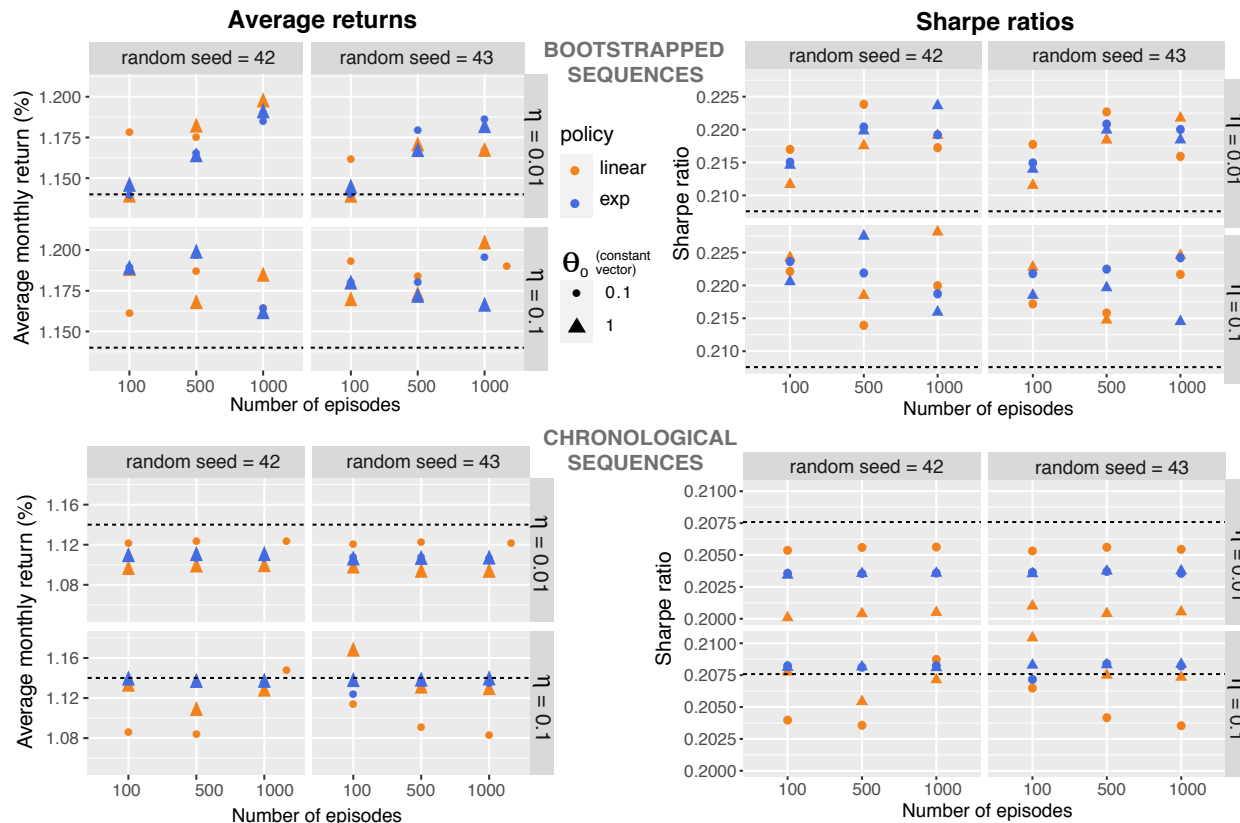 Average returns
Sharpe ratios
BOOTSTRAPPED
SEQUENCES
random seed = 42
random seed = 43
Average monthly return (%)
1.200
1.175
1.150
η = 0.01
1.200
1.175
1.150
η = 0.1
100
500
1000
100
500
1000
Number of episodes
policy
linear
exp
θ₀ (constant
vector)
0.1
1
random seed = 42
random seed = 43
Sharpe ratio
0.225
0.220
0.215
0.210
η = 0.01
0.225
0.220
0.215
0.210
η = 0.1
100
500
1000
100
500
1000
Number of episodes
CHRONOLOGICAL
SEQUENCES
random seed = 42
random seed = 43
Average monthly return (%)
1.16
1.12
1.08
η = 0.01
1.16
1.12
1.08
η = 0.1
100
500
1000
100
500
1000
Number of episodes
random seed = 42
random seed = 43
Sharpe ratio
0.2100
0.2075
0.2050
0.2025
0.2000
η = 0.01
0.2100
0.2075
0.2050
0.2025
0.2000
η = 0.1
100
500
1000
100
500
1000
Number of episodes